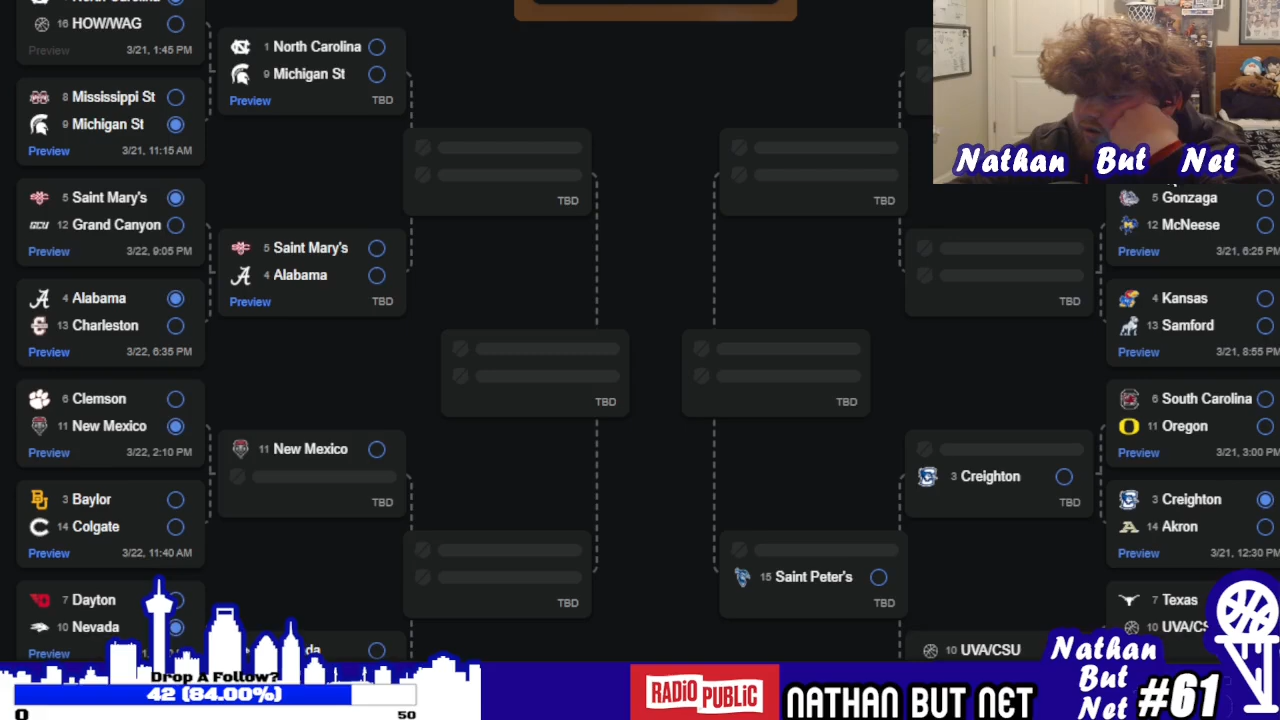 16 HOW/WAG
Preview 3/21, 1:45 PM
8 Mississippi St
9 Michigan St
Preview 3/21, 11:15 AM
5 Saint Mary's
12 Grand Canyon
Preview 3/22, 9:05 PM
4 Alabama
13 Charleston
Preview 3/22, 6:35 PM
6 Clemson
11 New Mexico
Preview 3/22, 2:10 PM
3 Baylor
14 Colgate
Preview 3/22, 11:40 AM
7 Dayton
10 Nevada
Preview
1 North Carolina
9 Michigan St
Preview TBD
5 Saint Mary's
4 Alabama
Preview TBD
11 New Mexico
TBD
TBD
TBD
TBD
TBD
TBD
15 Saint Peter's
TBD
TBD
3 Creighton
TBD
10 UVA/CSU
5 Gonzaga
12 McNeese
Preview 3/21, 6:25 PM
4 Kansas
13 Samford
Preview 3/21, 8:55 PM
6 South Carolina
11 Oregon
Preview 3/21, 3:00 PM
3 Creighton
14 Akron
Preview 3/21, 12:30 PM
7 Texas
10 UVA/CS
Nathan But Net
Drop A Follow?
42 (84.00%)
0 50
RADiO PUBLiC
NATHAN BUT NET
Nathan
But
Net
#61